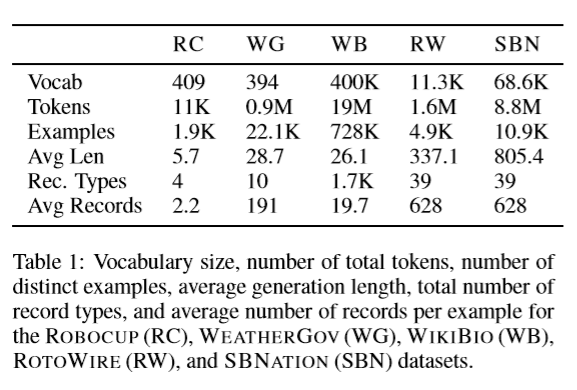 RC WG WB RW SBN
Vocab 409 394 400K 11.3K 68.6K
Tokens 11K 0.9M 19M 1.6M 8.8M
Examples 1.9K 22.1K 728K 4.9K 10.9K
Avg Len 5.7 28.7 26.1 337.1 805.4
Rec. Types 4 10 1.7K 39 39
Avg Records 2.2 191 19.7 628 628
Table 1: Vocabulary size, number of total tokens, number of
distinct examples, average generation length, total number of
record types, and average number of records per example for
the ROBOCUP (RC), WEATHERGOV (WG), WIKIBIO (WB),
ROTOWIRE (RW), and SBNATION (SBN) datasets.